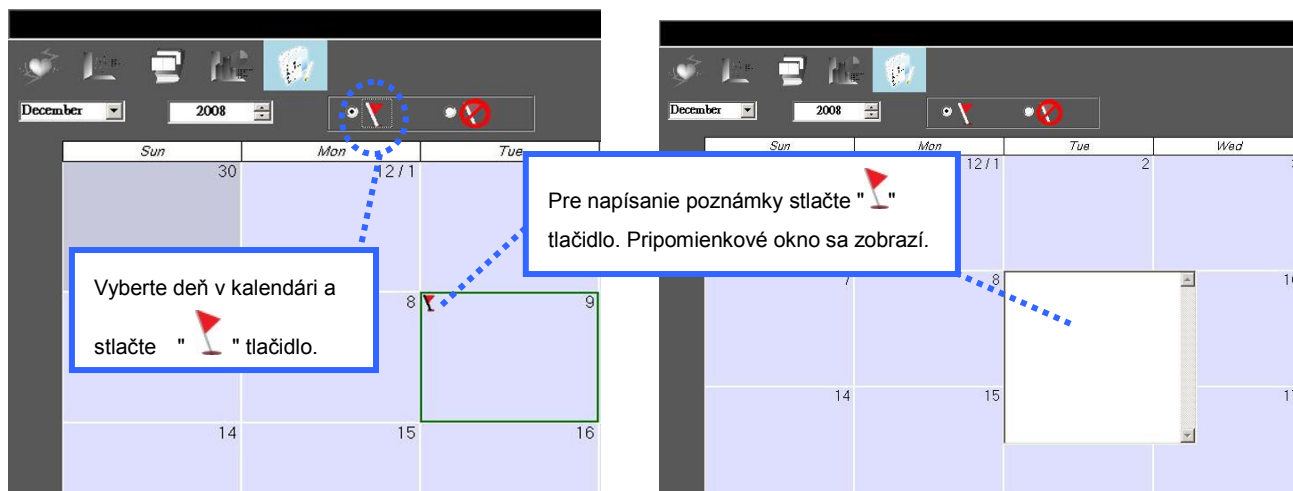 December 2008
Sun Mon Tue
30 12 / 1
Vyberte deň v kalendári a
stlačte " " tlačidlo.
8 9
14 15 16
Pre napísanie poznámky stlačte " "
tlačidlo. Pripomienkové okno sa zobrazí.
December 2008
Sun Mon Tue Wed
12 / 1 2
7 8
14 15